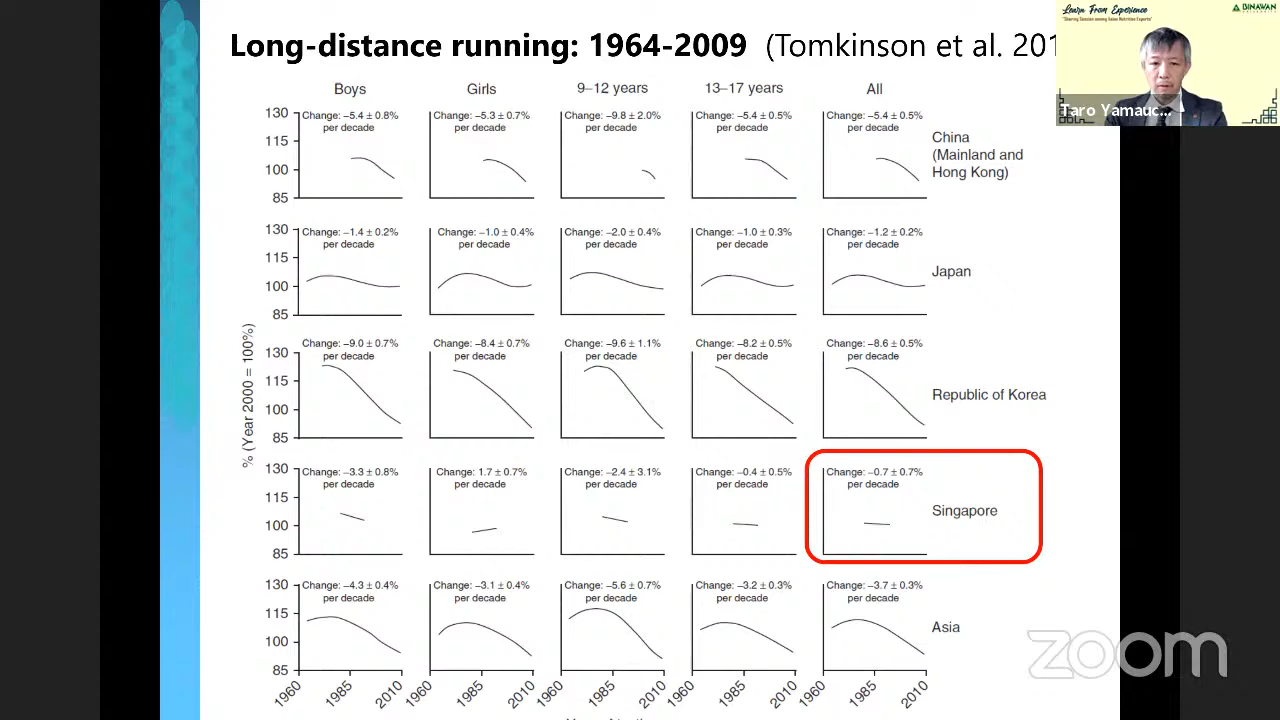 Learn From Experience
"Sharing Session among Asian Nutrition Experts"
BINAWAN
Taro Yamauc...
Long-distance running: 1964-2009 (Tomkinson et al. 201
Boys Girls 9–12 years 13–17 years All
% (Year 2000 = 100%)
130 115 100 85
Change: –5.4 ± 0.8% per decade
Change: –5.3 ± 0.7% per decade
Change: –9.8 ± 2.0% per decade
Change: –5.4 ± 0.5% per decade
Change: –5.4 ± 0.5% per decade
China
(Mainland and
Hong Kong)
130 115 100 85
Change: –1.4 ± 0.2% per decade
Change: –1.0 ± 0.4% per decade
Change: –2.0 ± 0.4% per decade
Change: –1.0 ± 0.3% per decade
Change: –1.2 ± 0.2% per decade
Japan
130 115 100 85
Change: –9.0 ± 0.7% per decade
Change: –8.4 ± 0.7% per decade
Change: –9.6 ± 1.1% per decade
Change: –8.2 ± 0.5% per decade
Change: –8.6 ± 0.5% per decade
Republic of Korea
130 115 100 85
Change: –3.3 ± 0.8% per decade
Change: 1.7 ± 0.7% per decade
Change: –2.4 ± 3.1% per decade
Change: –0.4 ± 0.5% per decade
Change: –0.7 ± 0.7% per decade
Singapore
130 115 100 85
Change: –4.3 ± 0.4% per decade
Change: –3.1 ± 0.4% per decade
Change: –5.6 ± 0.7% per decade
Change: –3.2 ± 0.3% per decade
Change: –3.7 ± 0.3% per decade
Asia
1960 1985 2010 1960 1985 2010 1960 1985 2010 1960 1985 2010 1960 1985 2010
zoom